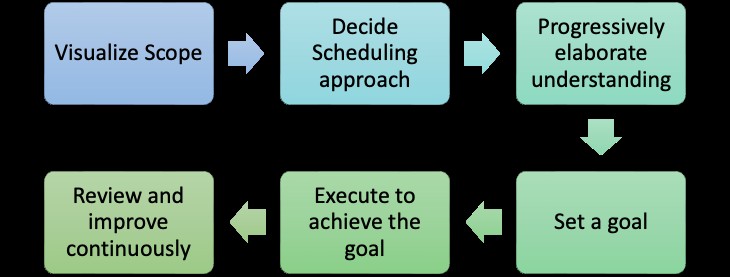 Visualize Scope
Decide
Scheduling
approach
Progressively
elaborate
understanding
Set a goal
Execute to
achieve the
goal
Review and
improve
continuously